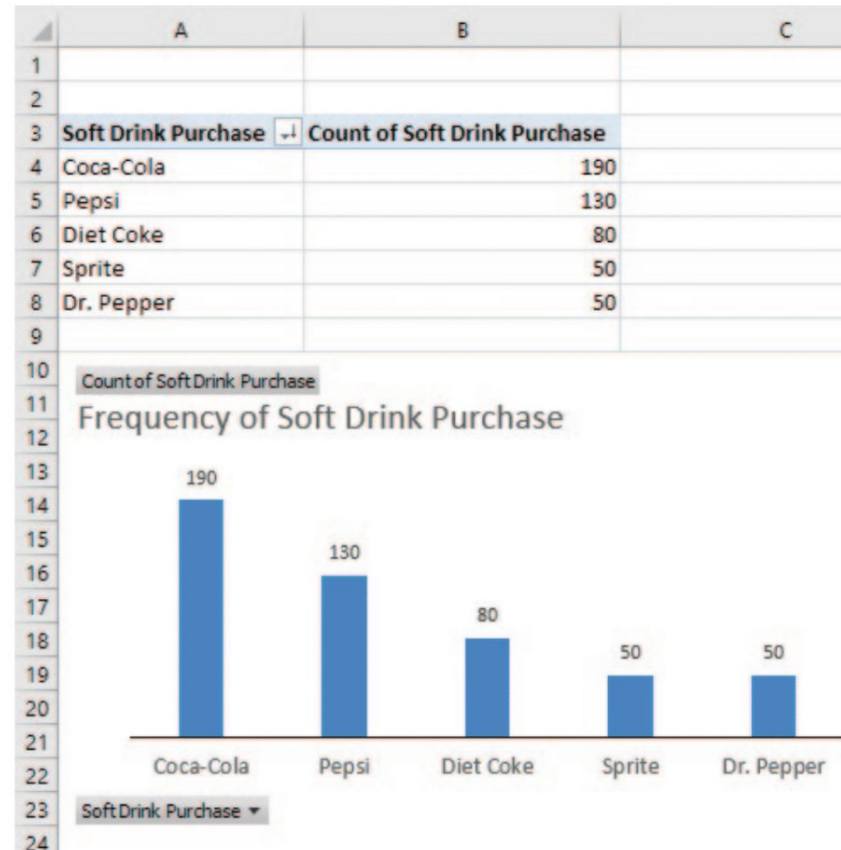 A B C
1
2
3 Soft Drink Purchase Count of Soft Drink Purchase
4 Coca-Cola 190
5 Pepsi 130
6 Diet Coke 80
7 Sprite 50
8 Dr. Pepper 50
9
10 Count of Soft Drink Purchase
11 Frequency of Soft Drink Purchase
12
13 190
14
15 130
16
17 80
18 50 50
19
20
21
22 Coca-Cola Pepsi Diet Coke Sprite Dr. Pepper
23 Soft Drink Purchase
24